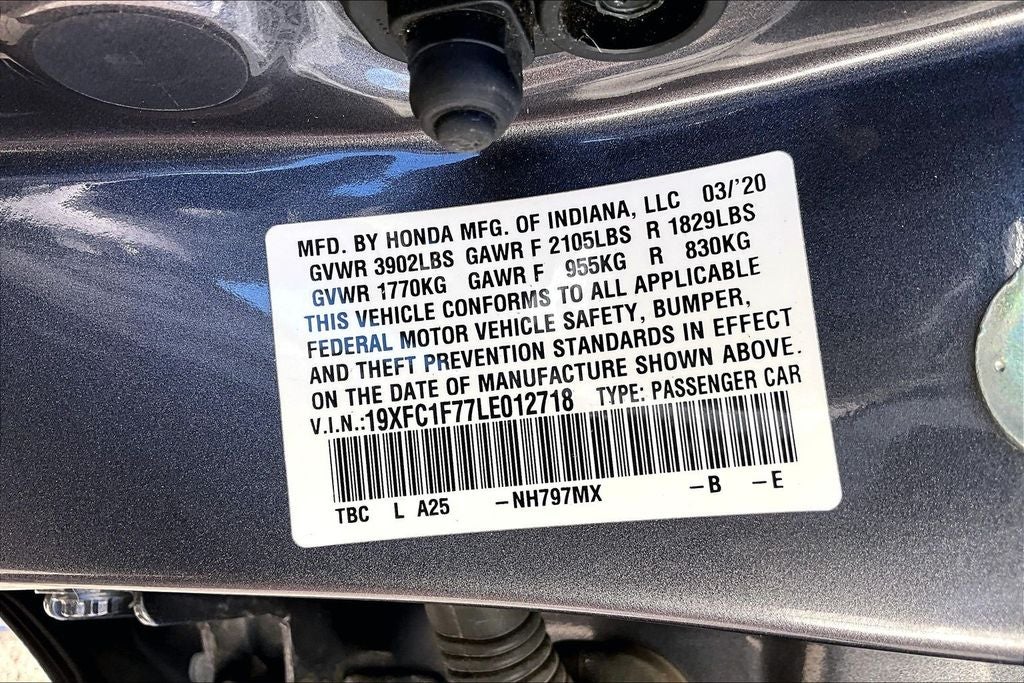 MFD. BY HONDA MFG. OF INDIANA, LLC 03/'20
GVWR 3902LBS GAWR F 2105LBS R 1829LBS
GVWR 1770KG GAWR F 955KG R 830KG
THIS VEHICLE CONFORMS TO ALL APPLICABLE
FEDERAL MOTOR VEHICLE SAFETY, BUMPER,
AND THEFT PREVENTION STANDARDS IN EFFECT
ON THE DATE OF MANUFACTURE SHOWN ABOVE.
V.I.N.:19XFC1F77LE012718 TYPE: PASSENGER CAR
TBC L A25 –NH797MX –B –E